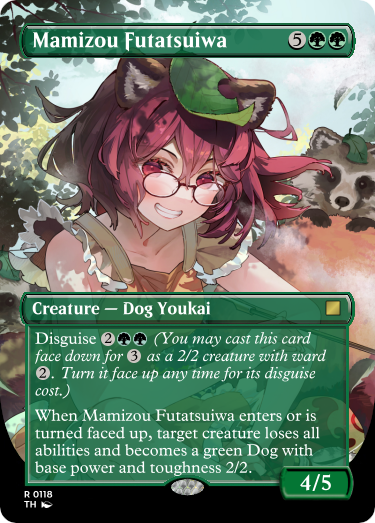 Mamizou Futatsuiwa 5
Creature — Dog Youkai
Disguise 2 (You may cast this card
face down for 3 as a 2/2 creature with ward
2. Turn it face up any time for its disguise
cost.)
When Mamizou Futatsuiwa enters or is
turned faced up, target creature loses all
abilities and becomes a green Dog with
base power and toughness 2/2.
4/5
R 0118
TH